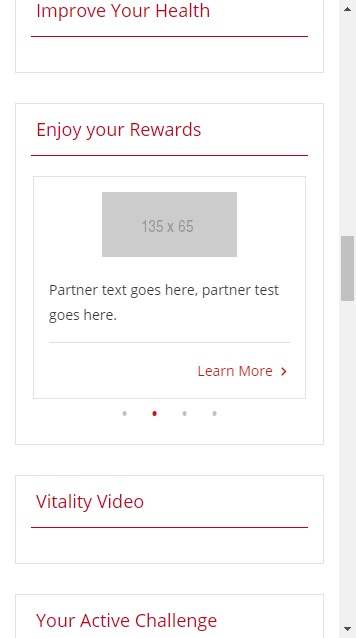 Improve Your Health
Enjoy your Rewards
135 x 65
Partner text goes here, partner test
goes here.
Learn More
Vitality Video
Your Active Challenge